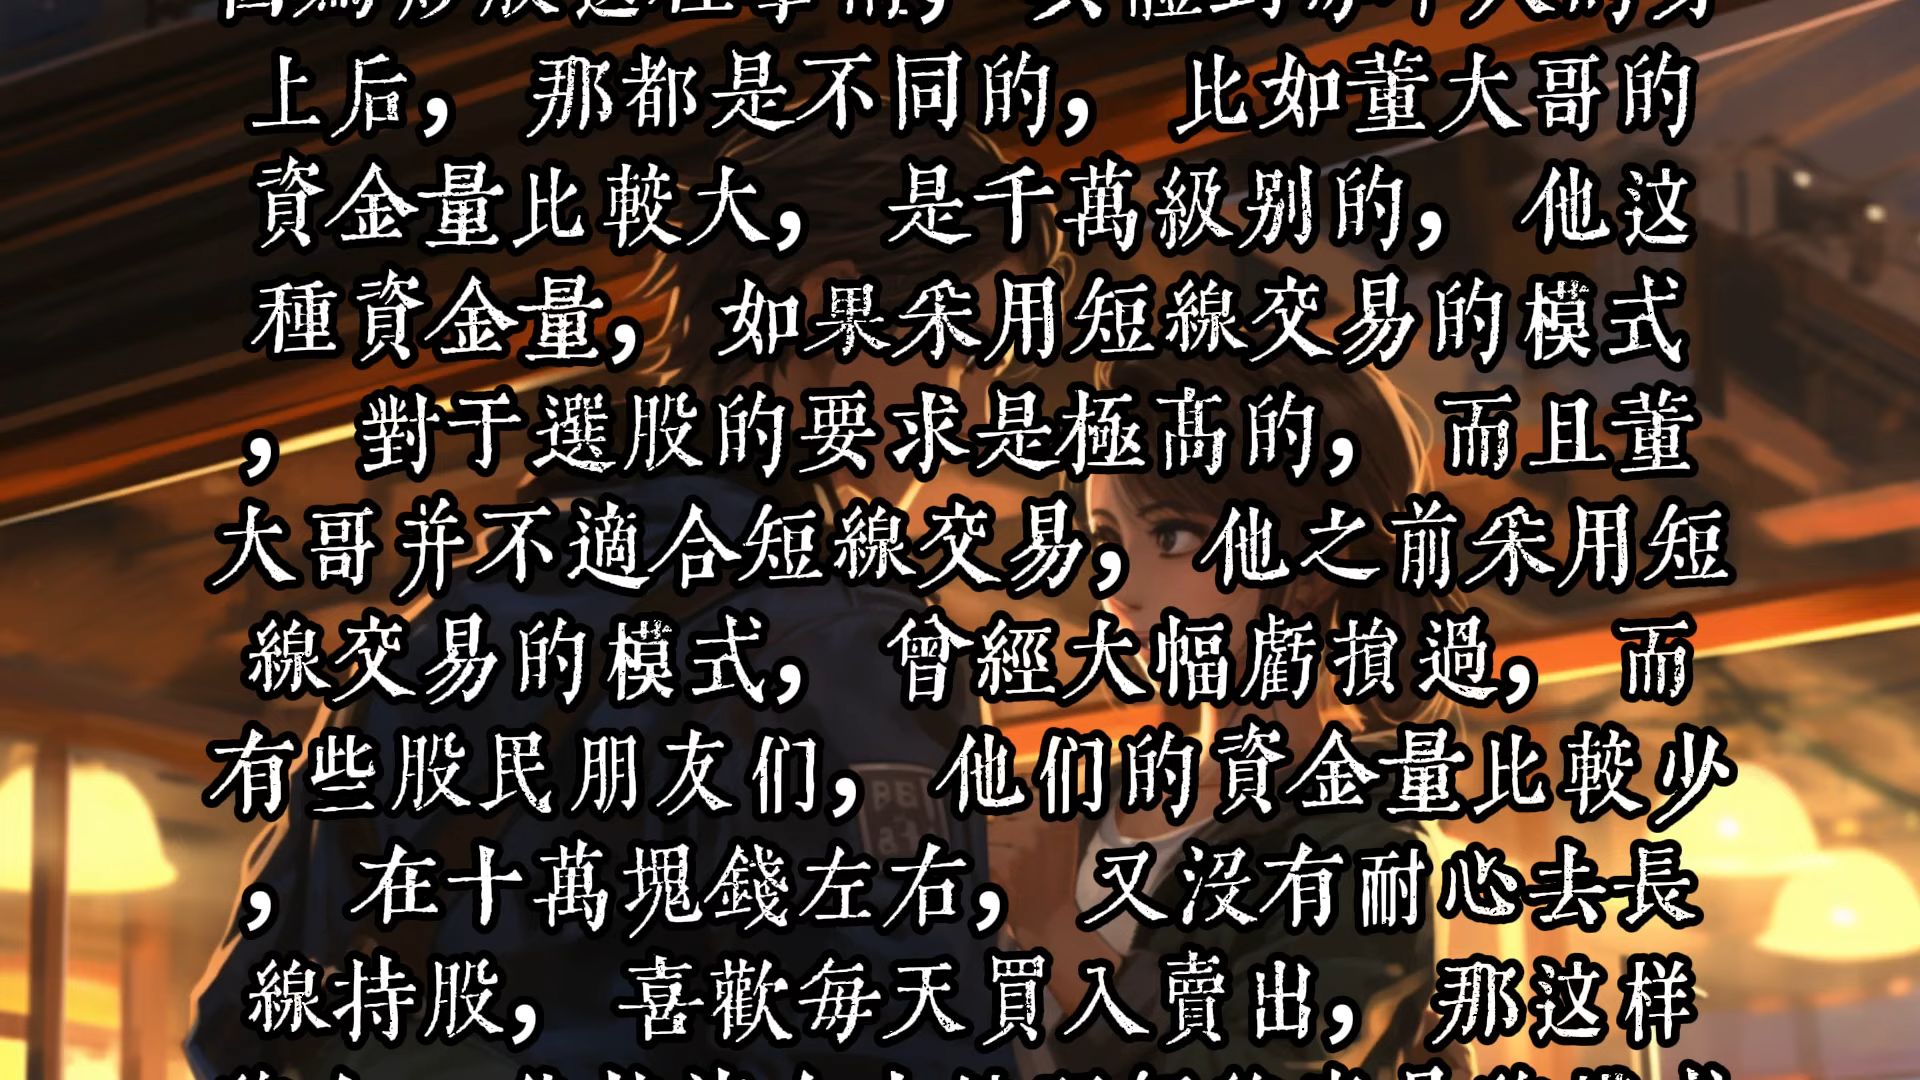 上后， 那都是不同的， 比如董大哥的
資金量比較大， 是千萬級别的， 他这
種資金量， 如果采用短線交易的模式
， 對于選股的要求是極高的， 而且董
大哥并不適合短線交易， 他之前采用短
線交易的模式， 曾經大幅虧損過， 而
有些股民朋友们， 他们的資金量比較少
， 在十萬塊錢左右， 又沒有耐心去長
線持股， 喜歡每天買入賣出， 那这样